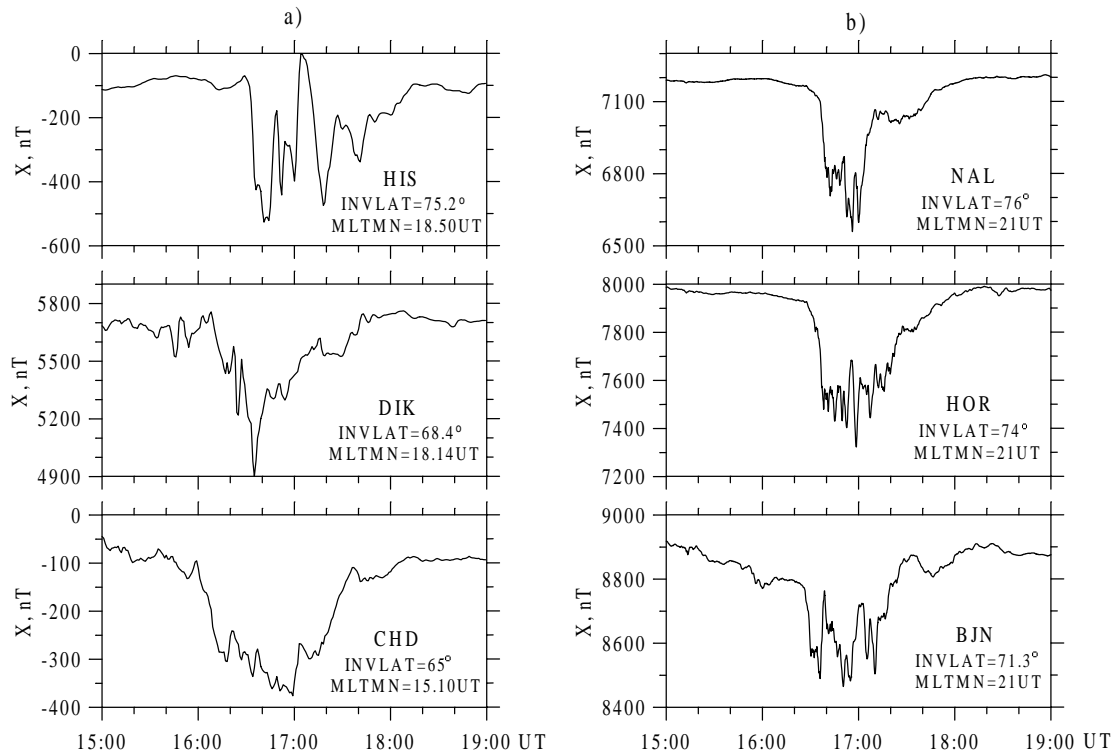 a)
0
-200
-400
-600
X, nT
HIS
INVLAT=75.2°
MLTMN=18.50UT
5800
5500
5200
4900
X, nT
DIK
INVLAT=68.4°
MLTMN=18.14UT
0
-100
-200
-300
-400
X, nT
CHD
INVLAT=65°
MLTMN=15.10UT
15:00 16:00 17:00 18:00 19:00 UT
b)
7100
6800
6500
X, nT
NAL
INVLAT=76°
MLTMN=21UT
8000
7800
7600
7400
7200
X, nT
HOR
INVLAT=74°
MLTMN=21UT
9000
8800
8600
8400
X, nT
BJN
INVLAT=71.3°
MLTMN=21UT
15:00 16:00 17:00 18:00 19:00 UT